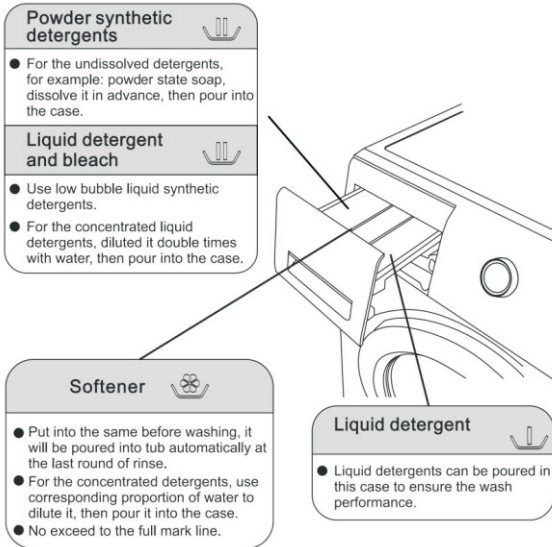 Powder synthetic
detergents
● For the undissolved detergents,
for example: powder state soap,
dissolve it in advance, then pour into
the case.
Liquid detergent
and bleach
● Use low bubble liquid synthetic
detergents.
● For the concentrated liquid
detergents, diluted it double times
with water, then pour into the case.
Softener
● Put into the same before washing, it
will be poured into tub automatically at
the last round of rinse.
● For the concentrated detergents, use
corresponding proportion of water to
dilute it, then pour it into the case.
● No exceed to the full mark line.
Liquid detergent
● Liquid detergents can be poured in
this case to ensure the wash
performance.